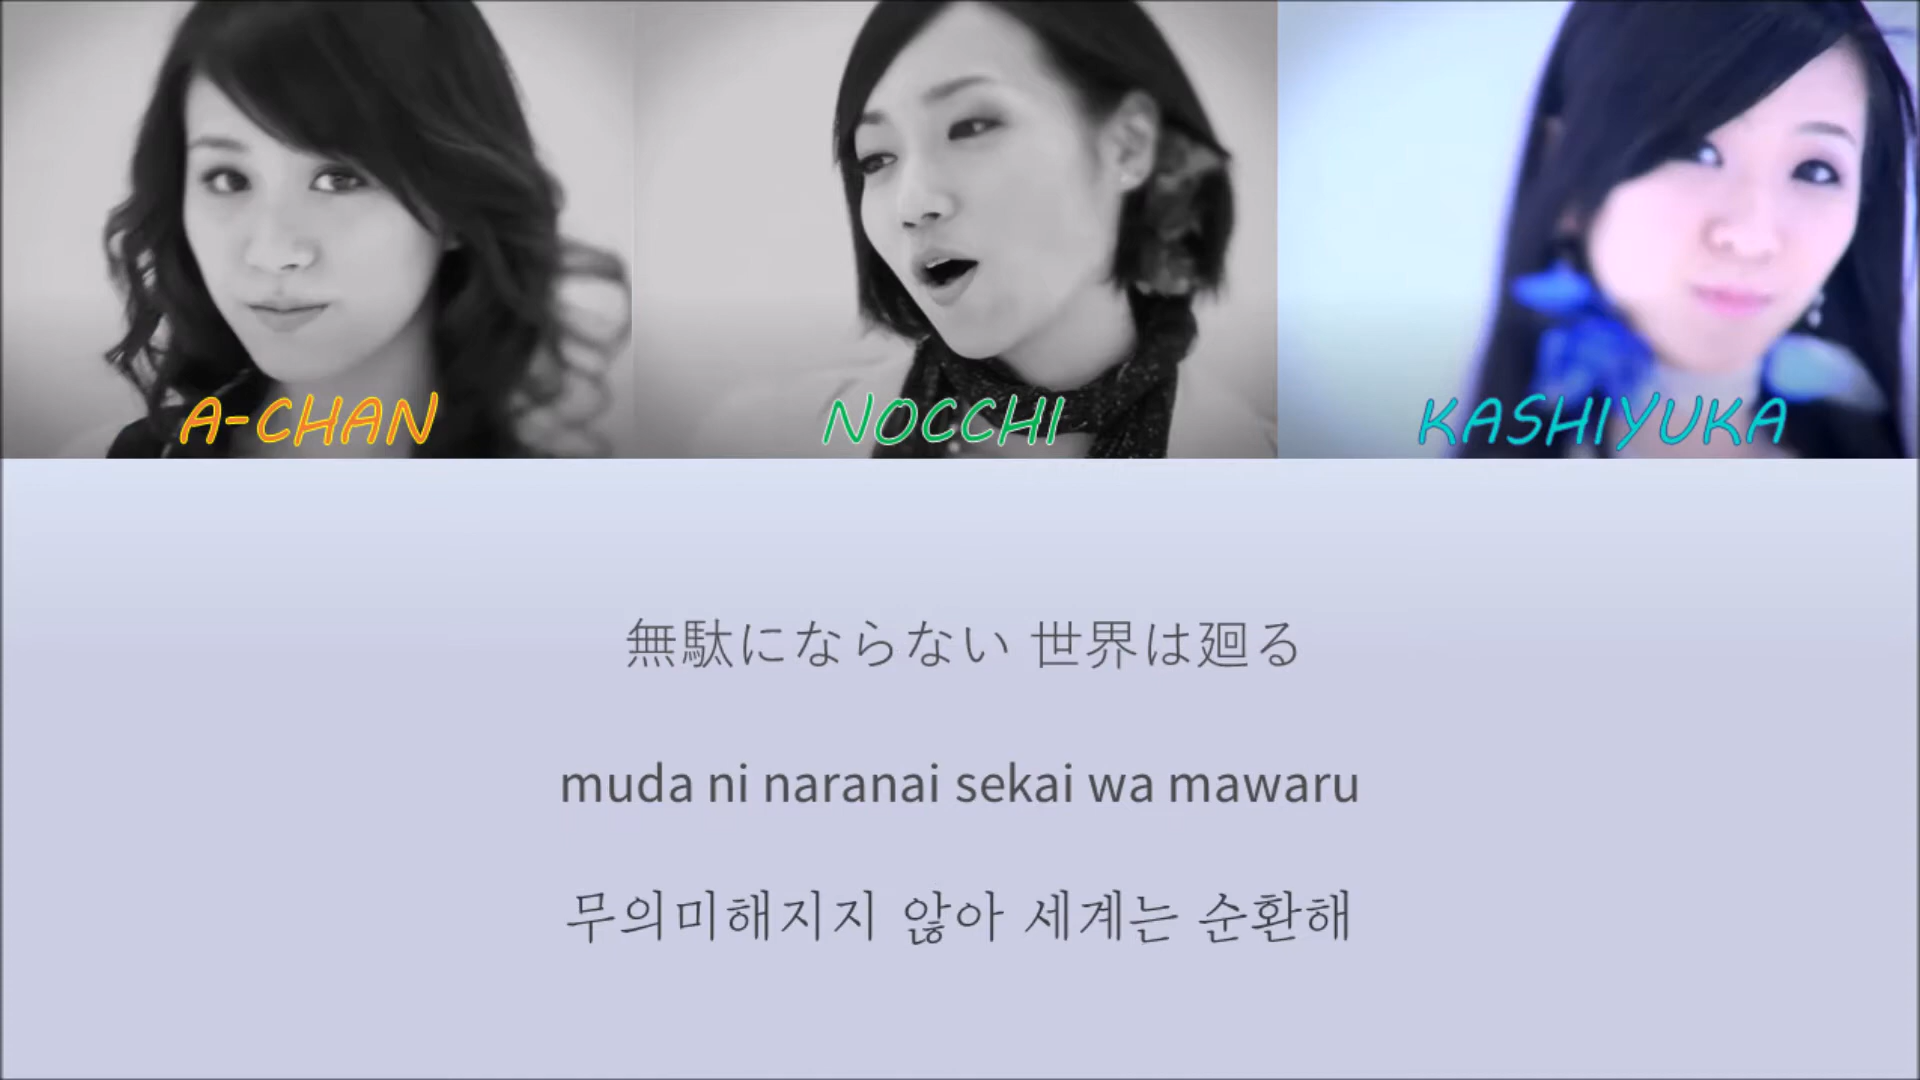 A-CHAN
NOCCHI
KASHIYUKA
無駄にならない 世界は廻る
muda ni naranai sekai wa mawaru
무의미해지지 않아 세계는 순환해